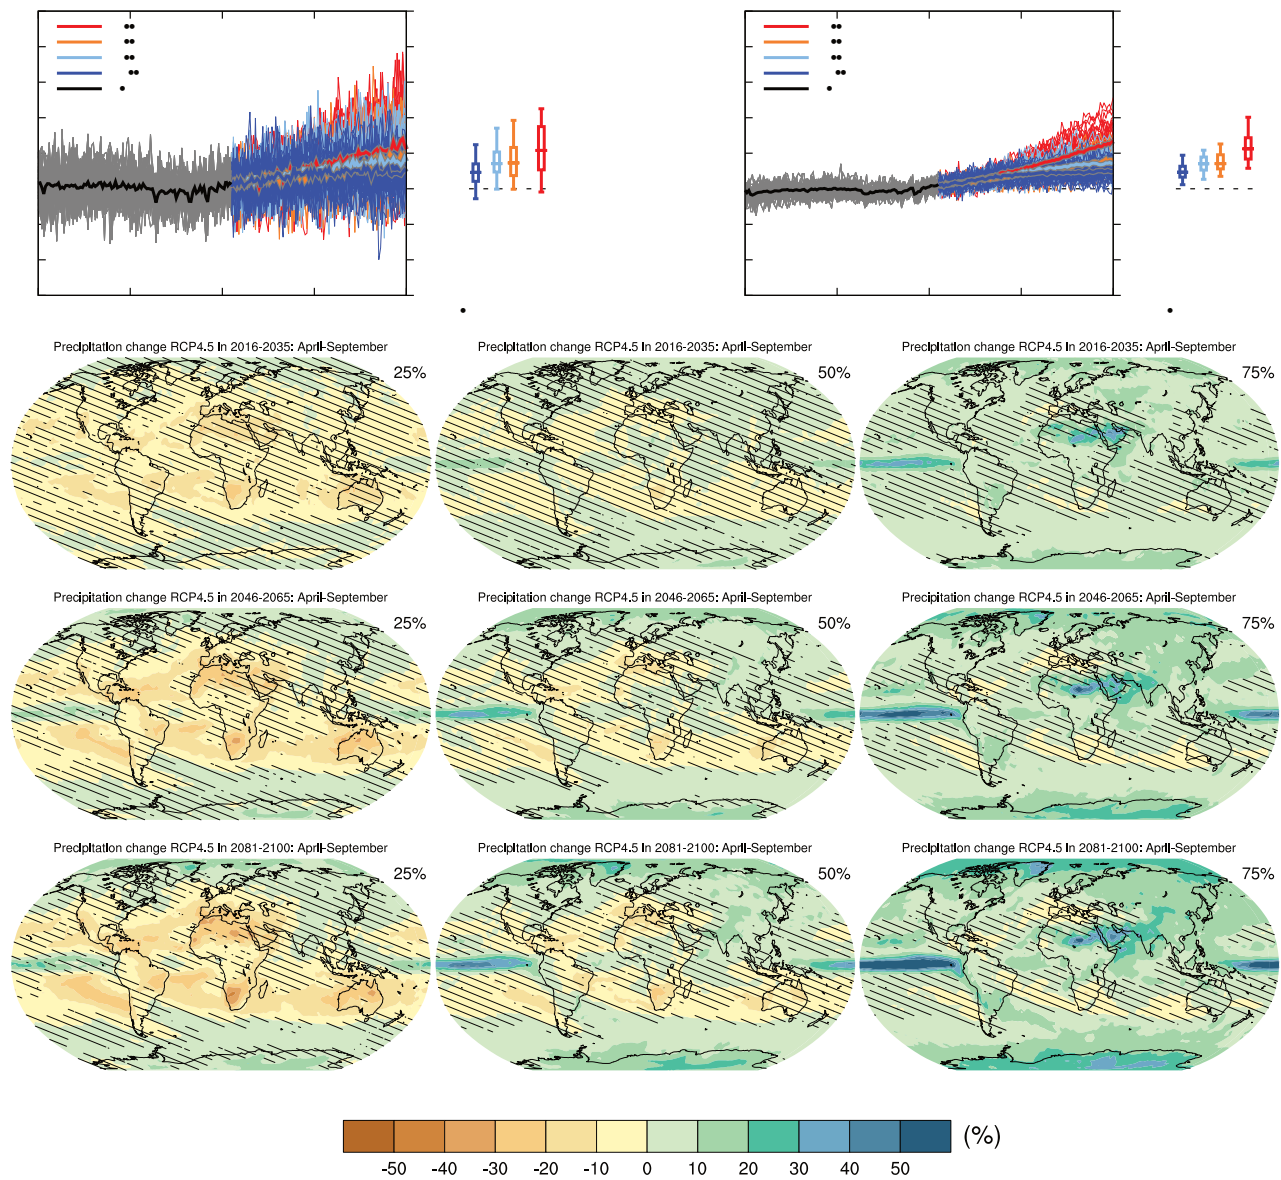 Precipitation change RCP4.5 in 2016-2035: April-September
25%
Precipitation change RCP4.5 in 2016-2035: April-September
50%
Precipitation change RCP4.5 in 2016-2035: April-September
75%
Precipitation change RCP4.5 in 2046-2065: April-September
25%
Precipitation change RCP4.5 in 2046-2065: April-September
50%
Precipitation change RCP4.5 in 2046-2065: April-September
75%
Precipitation change RCP4.5 in 2081-2100: April-September
25%
Precipitation change RCP4.5 in 2081-2100: April-September
50%
Precipitation change RCP4.5 in 2081-2100: April-September
75%
(%)
-50 -40 -30 -20 -10 0 10 20 30 40 50